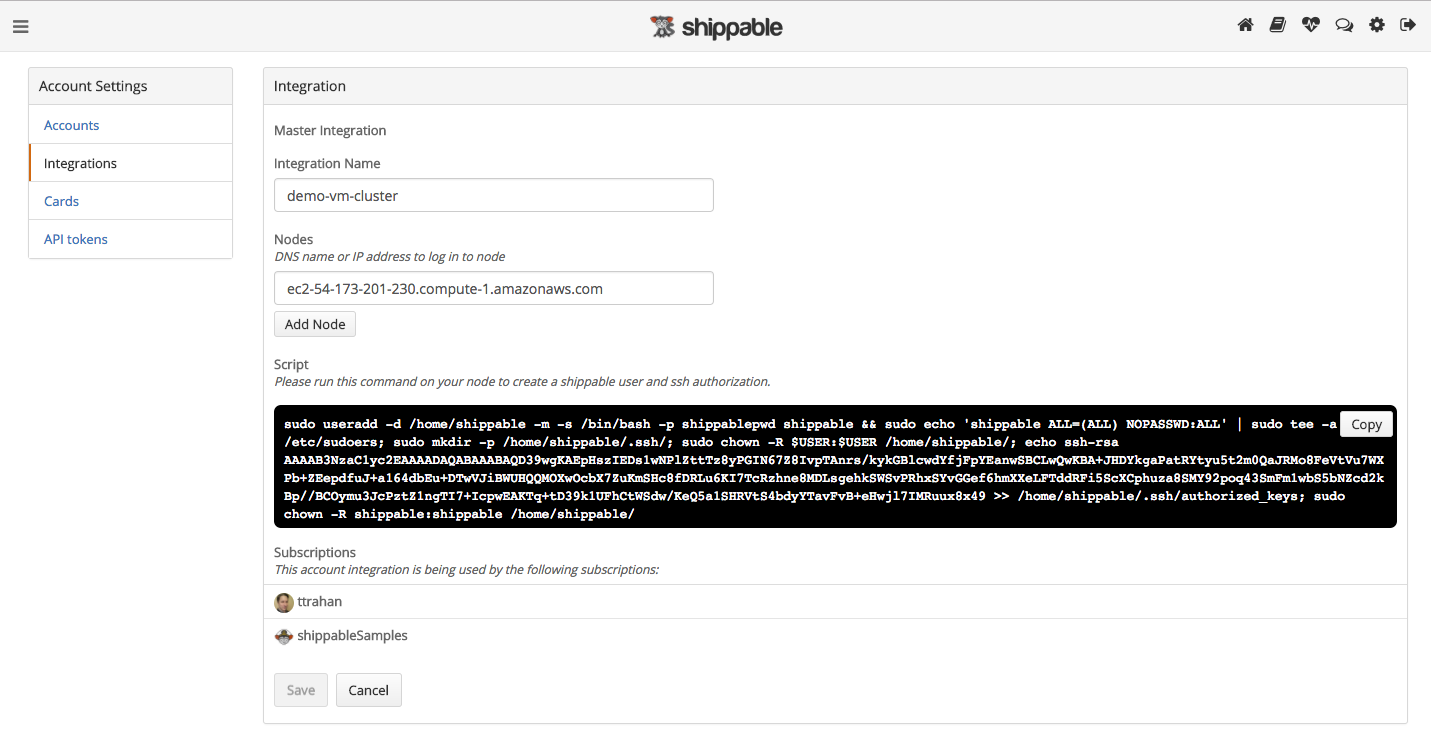 shippable
Account Settings
Accounts
Integrations
Cards
API tokens
Integration
Master Integration
Integration Name
demo-vm-cluster
Nodes
DNS name or IP address to log in to node
ec2-54-173-201-230.compute-1.amazonaws.com
Add Node
Script
Please run this command on your node to create a shippable user and ssh authorization.
Copy
sudo useradd -d /home/shippable -m -s /bin/bash -p shippablepwd shippable && sudo echo 'shippable ALL=(ALL) NOPASSWD:ALL' | sudo tee -a
/etc/sudoers; sudo mkdir -p /home/shippable/.ssh/; sudo chown -R $USER:$USER /home/shippable/; echo ssh-rsa
AAAAB3NzaC1yc2EAAAADAQABAAABAQD39wgKAEpHszIEDs1wNPlZttTz8yPGIN67Z8IvpTAnrs/kykGBlcwdYfjFpYEanwSBCLwQwKBA+JHDYkgaPatRYtyu5t2m0QaJRMo8FeVtVu7WX
Pb+ZEepdfuJ+a164dbEu+DTwVJiBWUHQQMOXwOcbX7ZuKmSHc8fDRLu6KI7TcRzhne8MDLsgehkSWSvPRhxSYvGGef6hmXXeLFTddRFi5ScXCphuza8SMY92poq43SmFm1wbS5bNZcd2k
Bp//BCOymu3JcPztZ1ngTI7+IcpwEAKTq+tD39k1UFhCtWSdw/KeQ5a1SHRVtS4bdyYTavFvB+eHwjl7IMRuux8x49 >> /home/shippable/.ssh/authorized_keys; sudo
chown -R shippable:shippable /home/shippable/
Subscriptions
This account integration is being used by the following subscriptions:
ttrahan
shippableSamples
Save
Cancel